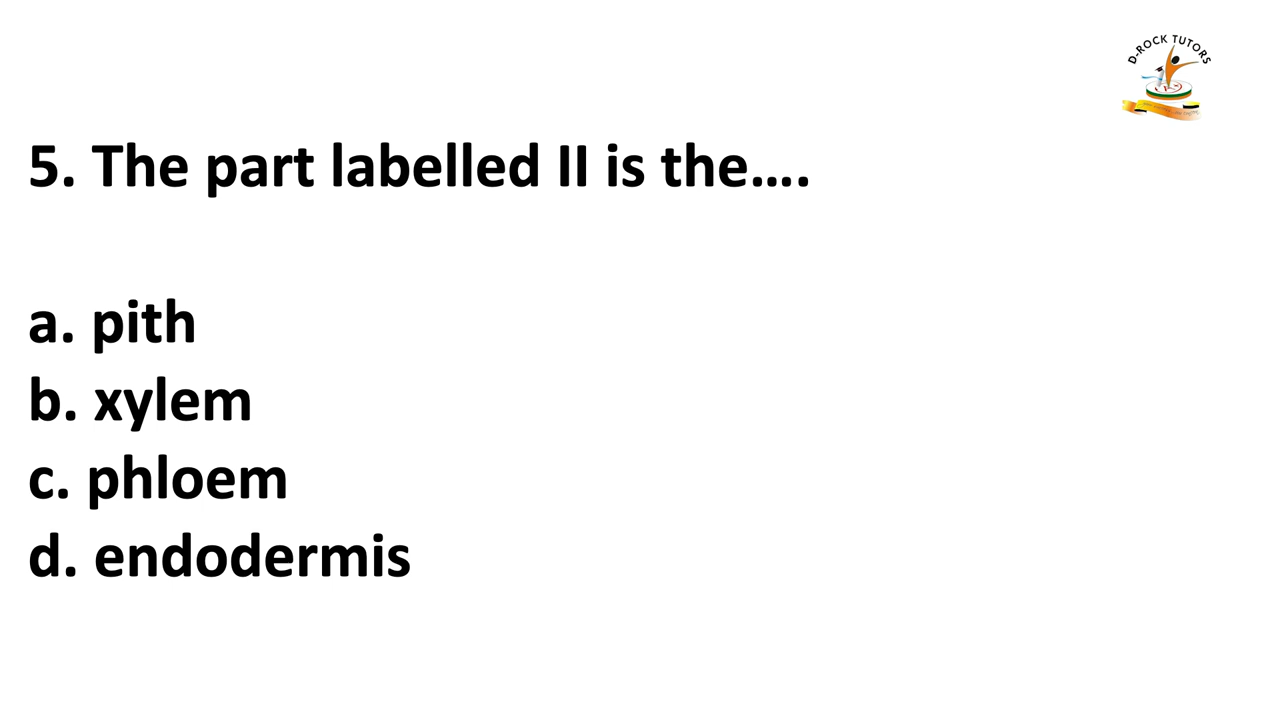 D-ROCK TUTORS
5. The part labelled II is the....
a. pith
b. xylem
c. phloem
d. endodermis